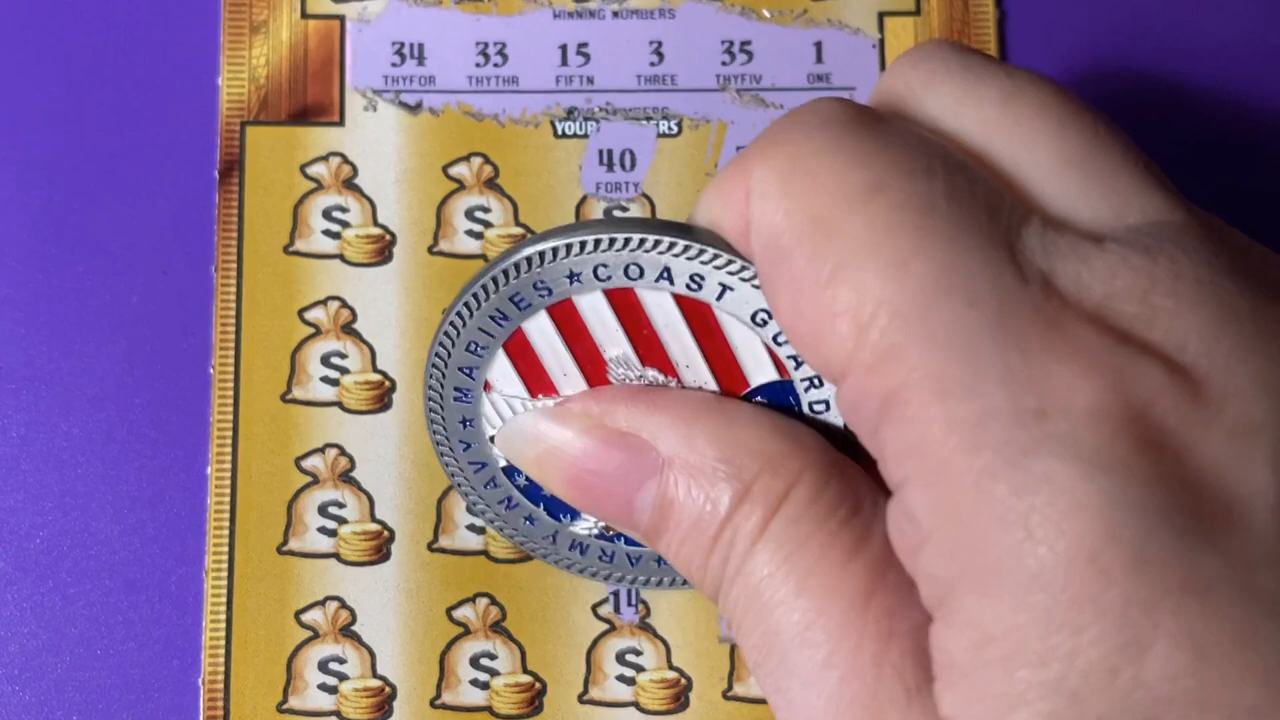 WINNING NUMBERS
34 33 15 3 35 1
THYFOR THYTHR FIFTN THREE THYFIV ONE
40
FORTY
$ $ $
ARMY ★ NAVY ★ MARINES ★ COAST GUARD
$
$
14
$ $ $